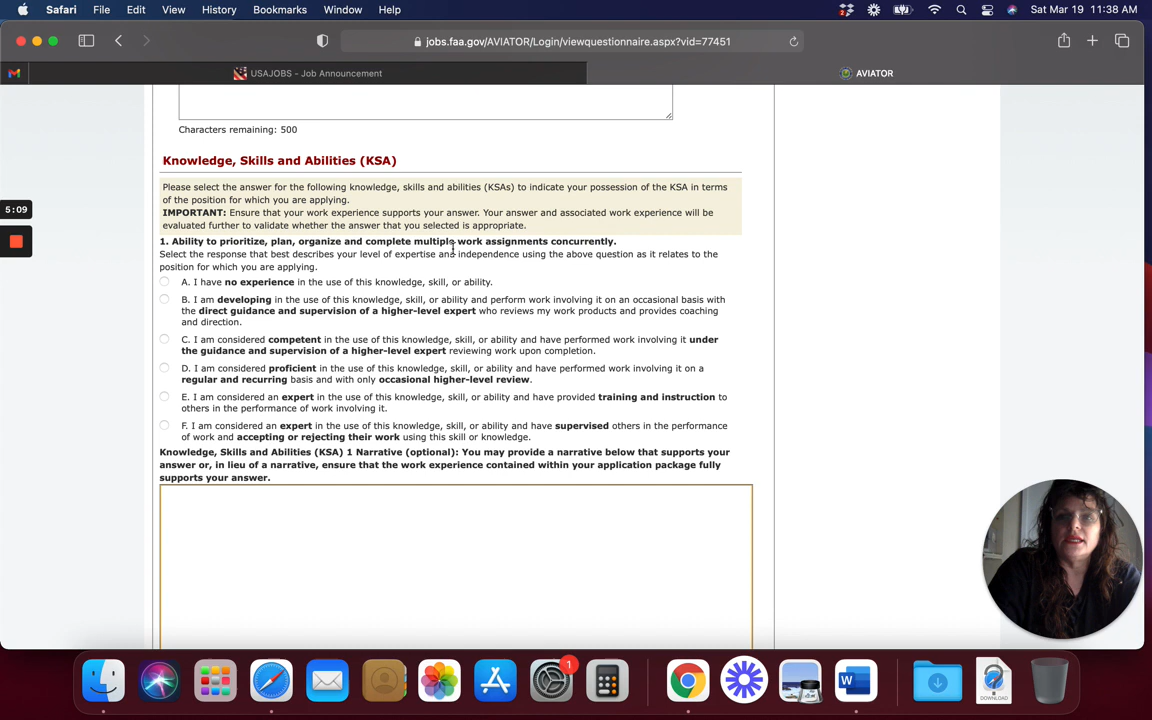 Safari File Edit View History Bookmarks Window Help
2
Sat Mar 19 11:38 AM
jobs.faa.gov/AVIATOR/Login/viewquestionnaire.aspx?vid=77451
USAJOBS - Job Announcement
AVIATOR
Characters remaining: 500
Knowledge, Skills and Abilities (KSA)
Please select the answer for the following knowledge, skills and abilities (KSAs) to indicate your possession of the KSA in terms
of the position for which you are applying.
IMPORTANT: Ensure that your work experience supports your answer. Your answer and associated work experience will be
evaluated further to validate whether the answer that you selected is appropriate.
5:09
1. Ability to prioritize, plan, organize and complete multiple work assignments concurrently.
Select the response that best describes your level of expertise and independence using the above question as it relates to the
position for which you are applying.
A. I have no experience in the use of this knowledge, skill, or ability.
B. I am developing in the use of this knowledge, skill, or ability and perform work involving it on an occasional basis with
the direct guidance and supervision of a higher-level expert who reviews my work products and provides coaching
and direction.
C. I am considered competent in the use of this knowledge, skill, or ability and have performed work involving it under
the guidance and supervision of a higher-level expert reviewing work upon completion.
D. I am considered proficient in the use of this knowledge, skill, or ability and have performed work involving it on a
regular and recurring basis and with only occasional higher-level review.
E. I am considered an expert in the use of this knowledge, skill, or ability and have provided training and instruction to
others in the performance of work involving it.
F. I am considered an expert in the use of this knowledge, skill, or ability and have supervised others in the performance
of work and accepting or rejecting their work using this skill or knowledge.
Knowledge, Skills and Abilities (KSA) 1 Narrative (optional): You may provide a narrative below that supports your
answer or, in lieu of a narrative, ensure that the work experience contained within your application package fully
supports your answer.
1
W
DOWNLOAD